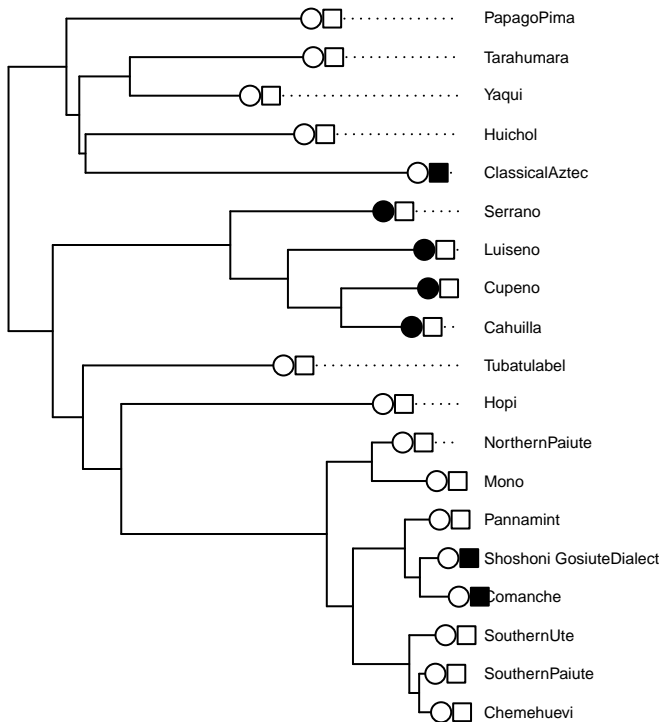 PapagoPima
Tarahumara
Yaqui
Huichol
ClassicalAztec
Serrano
Luiseno
Cupeno
Cahuilla
Tubatulabel
Hopi
NorthernPaiute
Mono
Pannamint
Shoshoni GosiuteDialect
Comanche
SouthernUte
SouthernPaiute
Chemehuevi